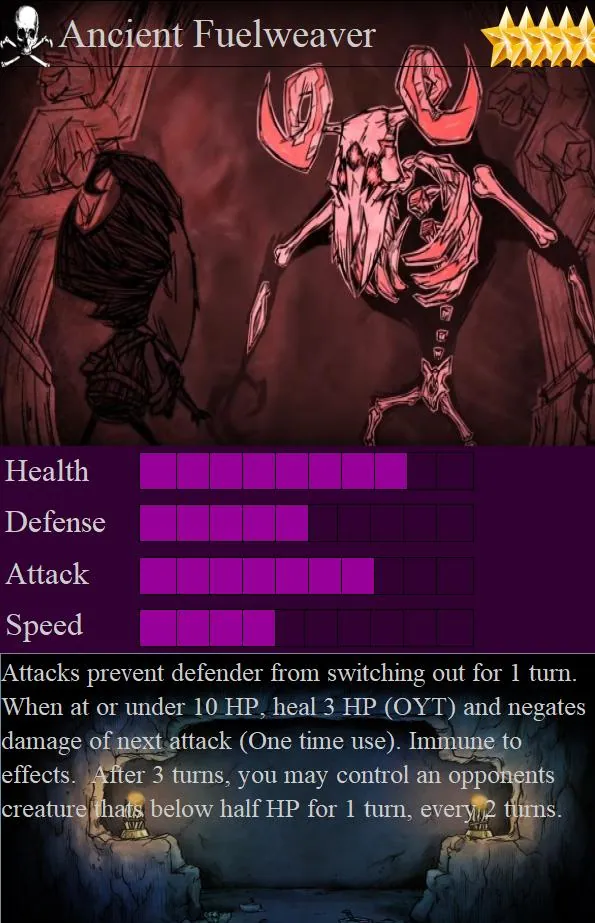 Ancient Fuelweaver
Health
Defense
Attack
Speed
Attacks prevent defender from switching out for 1 turn.
When at or under 10 HP, heal 3 HP (OYT) and negates
damage of next attack (One time use). Immune to
effects. After 3 turns, you may control an opponents
creature thats below half HP for 1 turn, every 2 turns.